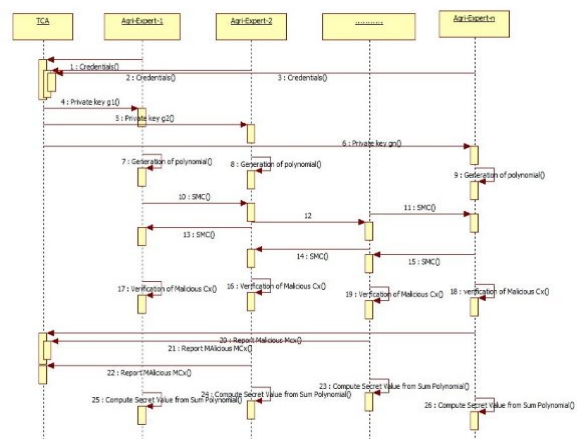 TCA
Agri-Expert-1
Agri-Expert-2
...........
Agri-Expert-n
1 : Credentials()
2 : Credentials()
3 : Credentials()
4 : Private key g1()
5 : Private key g2()
6 : Private key gn()
7 : Generation of polynomial()
8 : Generation of polynomial()
9 : Generation of polynomial()
10 : SMC()
11 : SMC()
12
13 : SMC()
14 : SMC()
15 : SMC()
16 : Verification of Malicious Cx()
17 : Verification of Malicious Cx()
18 : verification of Malicious Cx()
19 : Verification of Malicious Cx()
20 : Report Malicious Mcx()
21 : Report MAlicious MCx()
22 : Report MAlicious MCx()
23 : Compute Secret Value from Sum Polynomial()
24 : Compute Secret Value from Sum Polynomial()
25 : Compute Secret Value from Sum Polynomial()
26 : Compute Secret Value from Sum Polynomial()